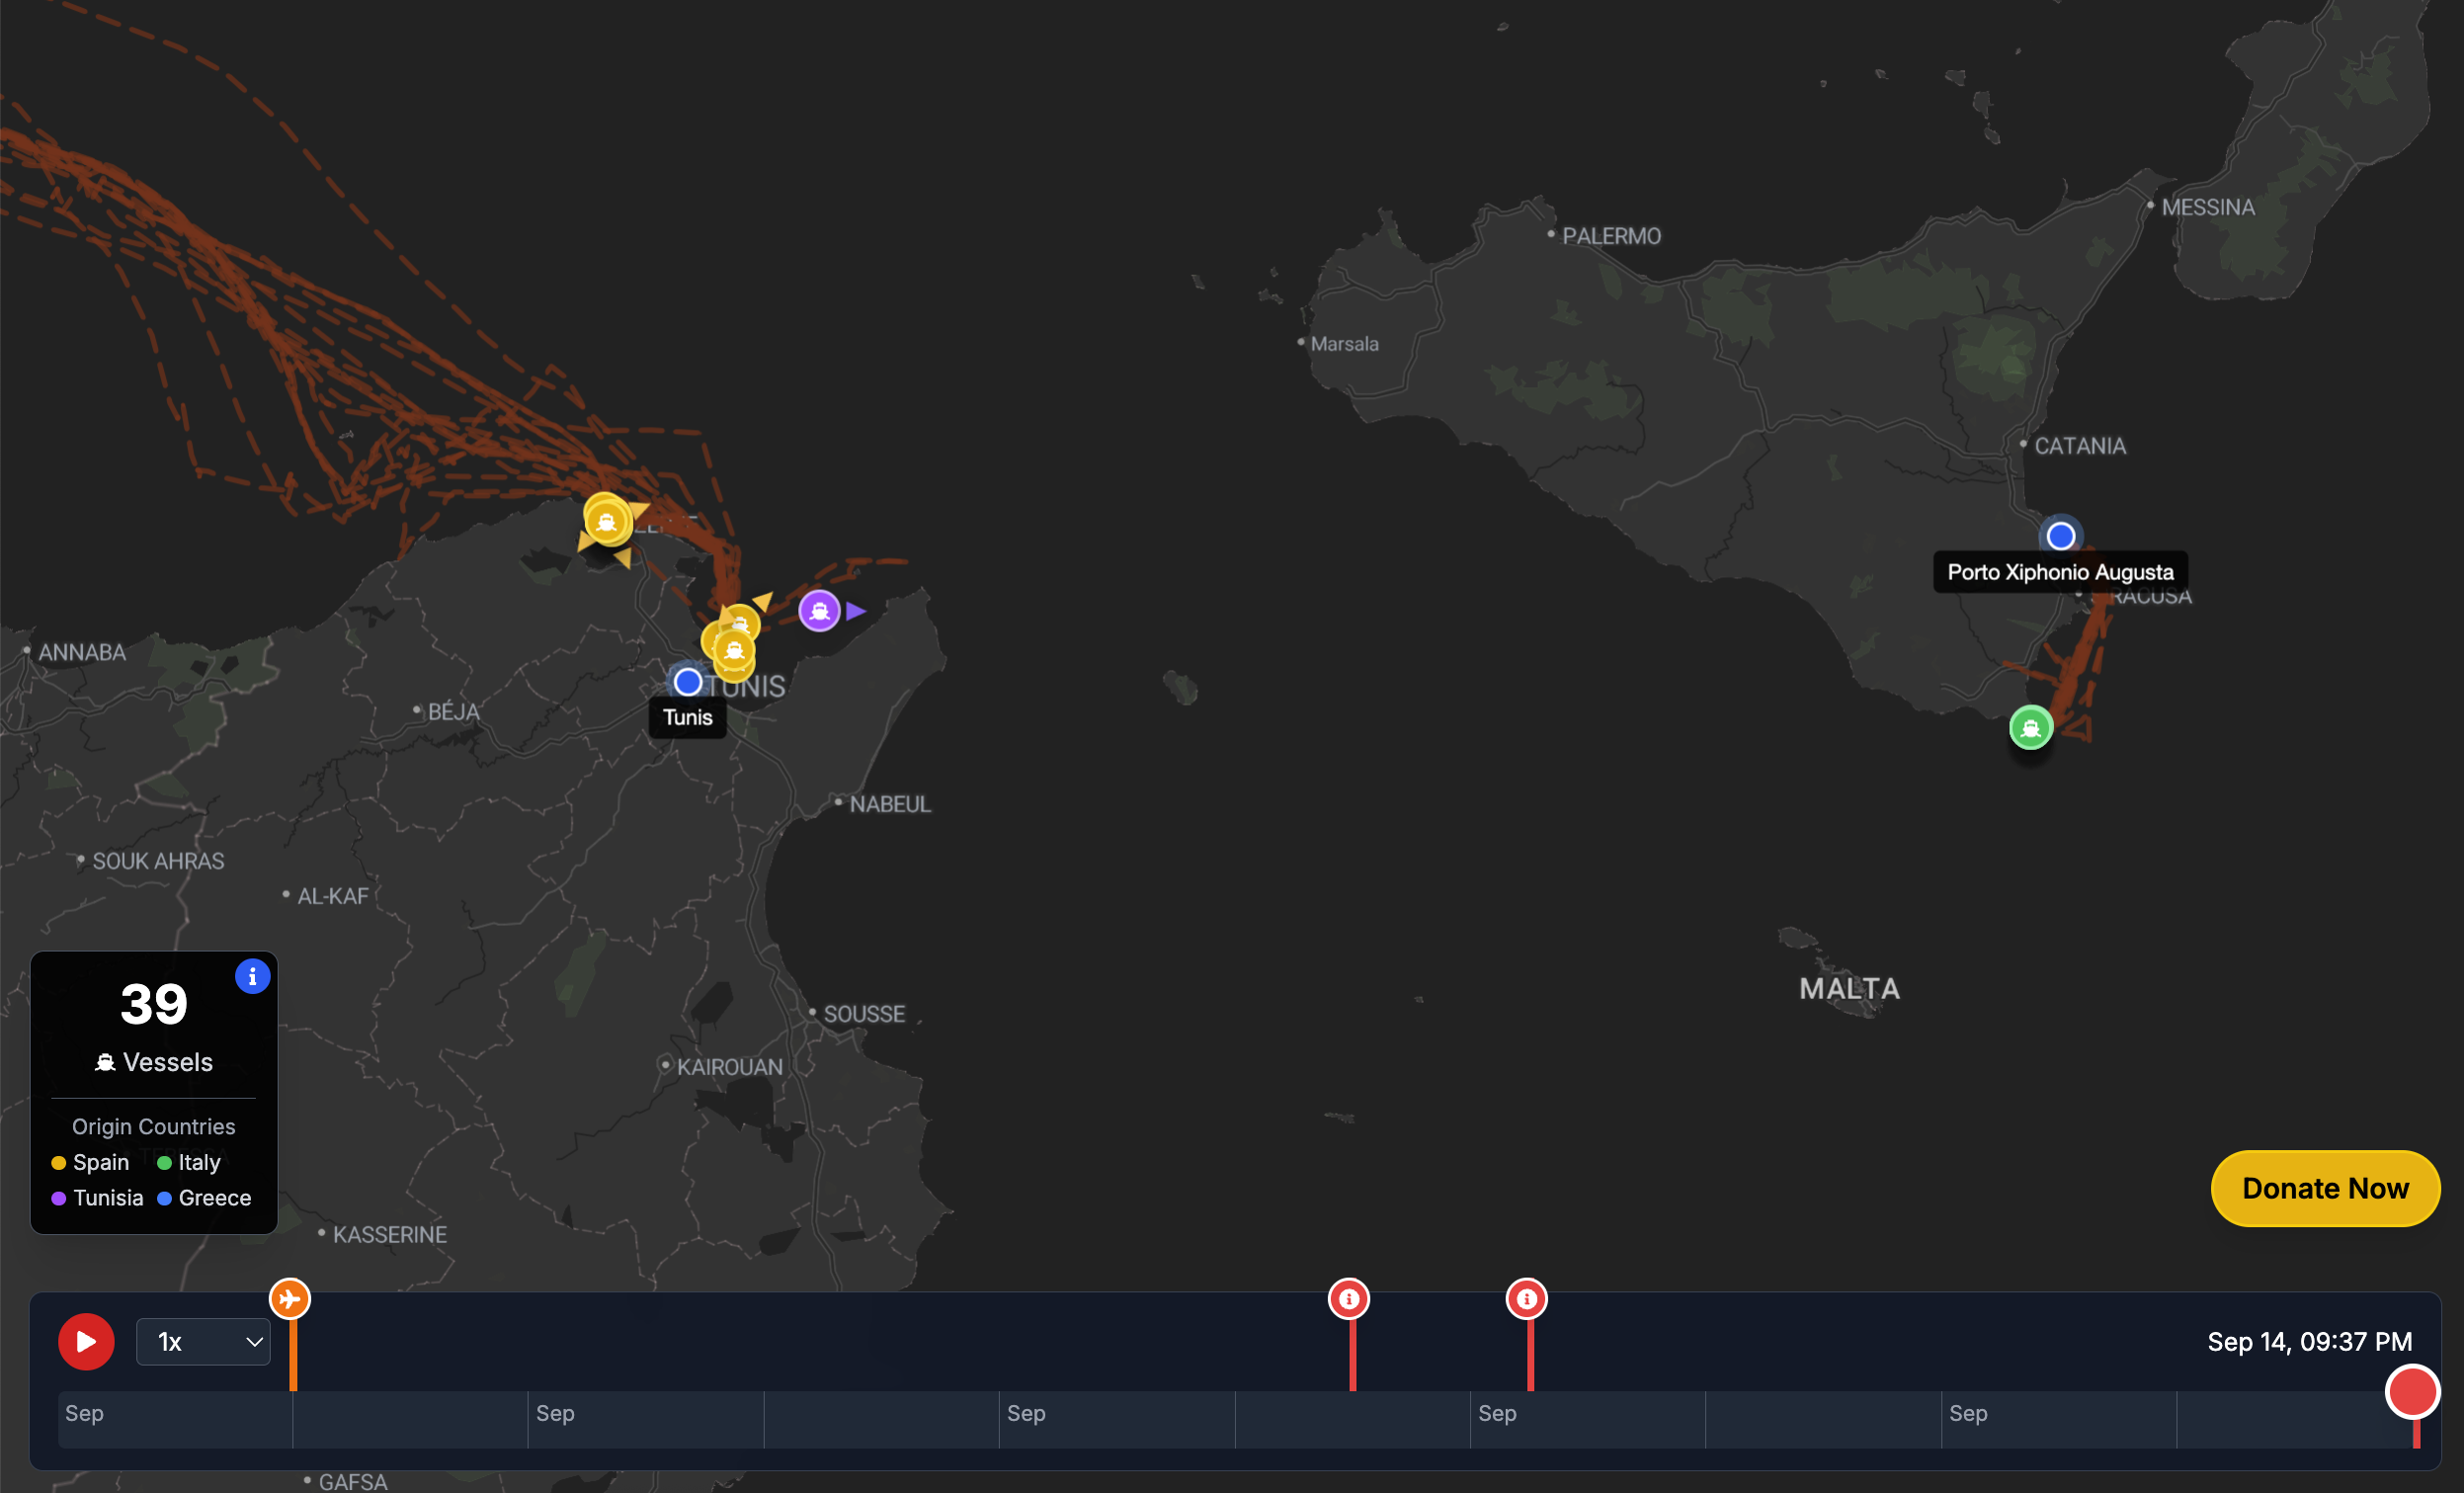 MESSINA
PALERMO
Marsala
CATANIA
Porto Xiphonio Augusta
RACUSA
ANNABA
TUNIS
Tunis
BÉJA
NABEUL
SOUK AHRAS
AL-KAF
MALTA
SOUSSE
KAIROUAN
KASSERINE
GAFSA
39
Vessels
Origin Countries
Spain Italy
Tunisia Greece
Donate Now
1x
Sep 14, 09:37 PM
Sep Sep Sep Sep Sep